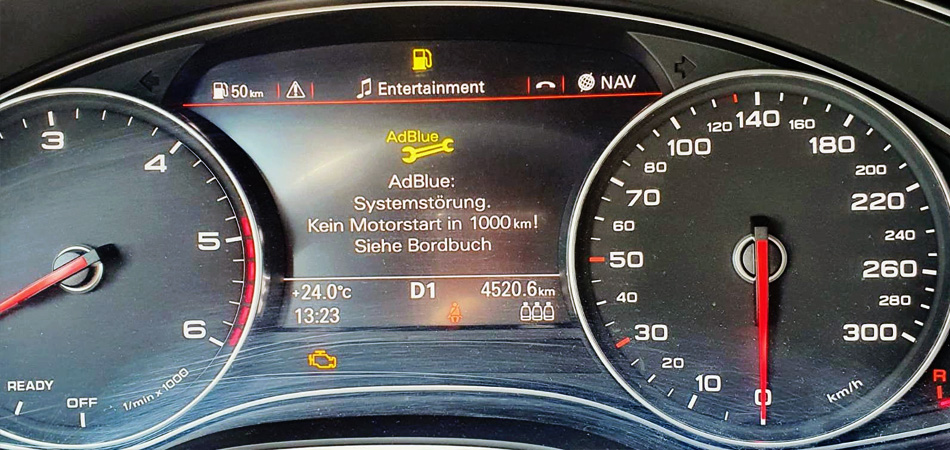 50 km
Entertainment
NAV
AdBlue
AdBlue:
Systemstörung.
Kein Motorstart in 1000 km!
Siehe Bordbuch
+24.0°C D1 4520.6 km
13:23
3
4
5
6
READY
OFF
1/min x 1000
0
10
20
30
40
50
60
70
80
100
120
140
160
180
200
220
240
260
280
300
km/h
R